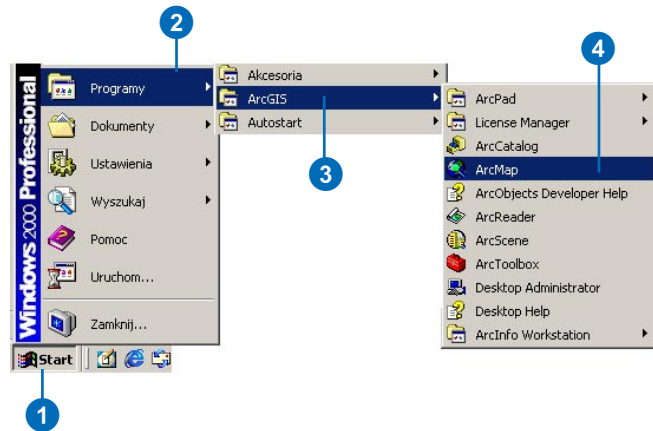 2
4
Programy
Dokumenty
Ustawienia
Wyszukaj
Pomoc
Uruchom...
Zamknij...
Windows 2000 Professional
Start
1
Akcesoria
ArcGIS
Autostart
3
ArcPad
License Manager
ArcCatalog
ArcMap
ArcObjects Developer Help
ArcReader
ArcScene
ArcToolbox
Desktop Administrator
Desktop Help
ArcInfo Workstation